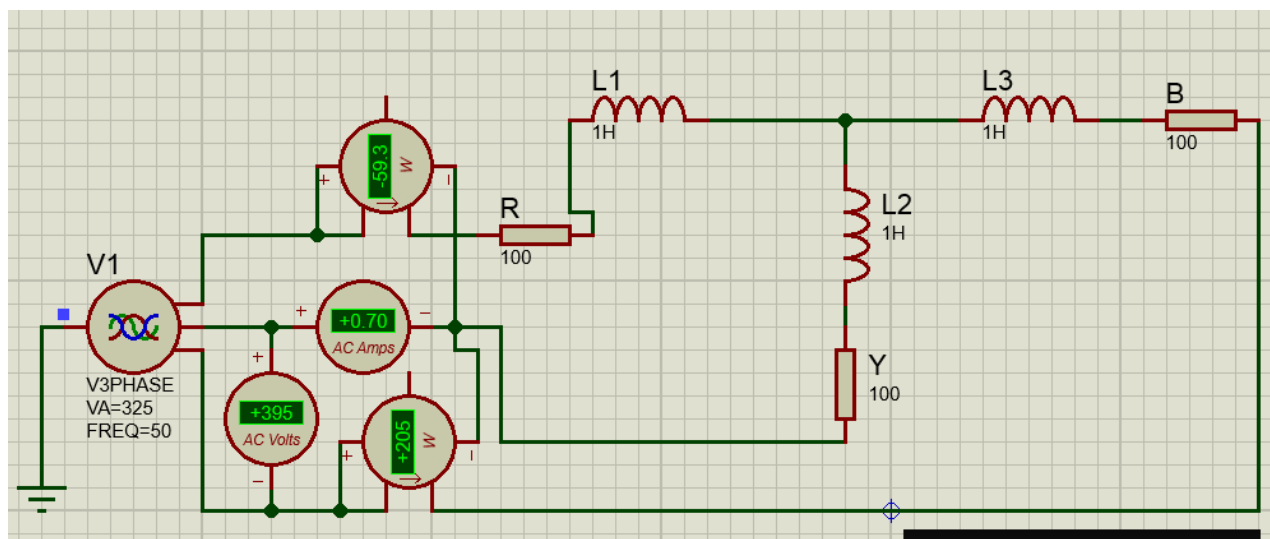 L1
1H
L3
1H
B
100
+
-59.3
W
−
R
100
L2
1H
V1
V3PHASE
VA=325
FREQ=50
+
+0.70
AC Amps
−
Y
100
+
+395
AC Volts
−
+
+205
W
−